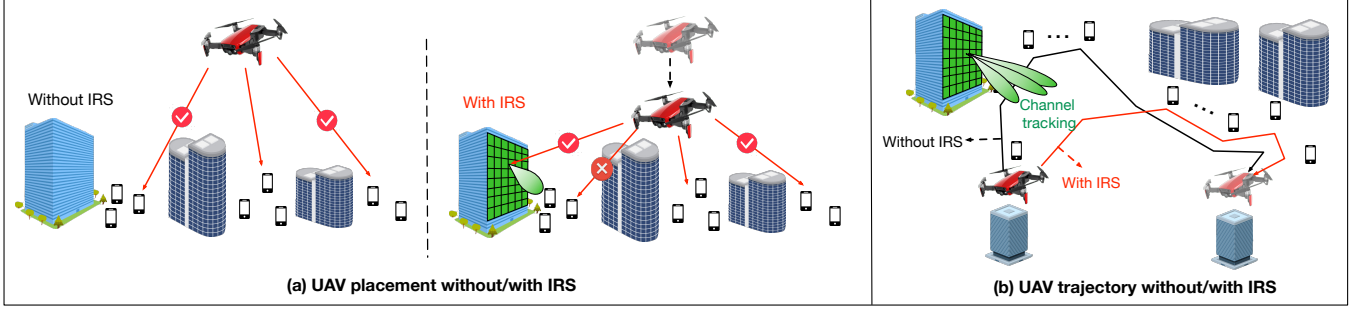 Without IRS
With IRS
(a) UAV placement without/with IRS
Channel
tracking
Without IRS
With IRS
(b) UAV trajectory without/with IRS